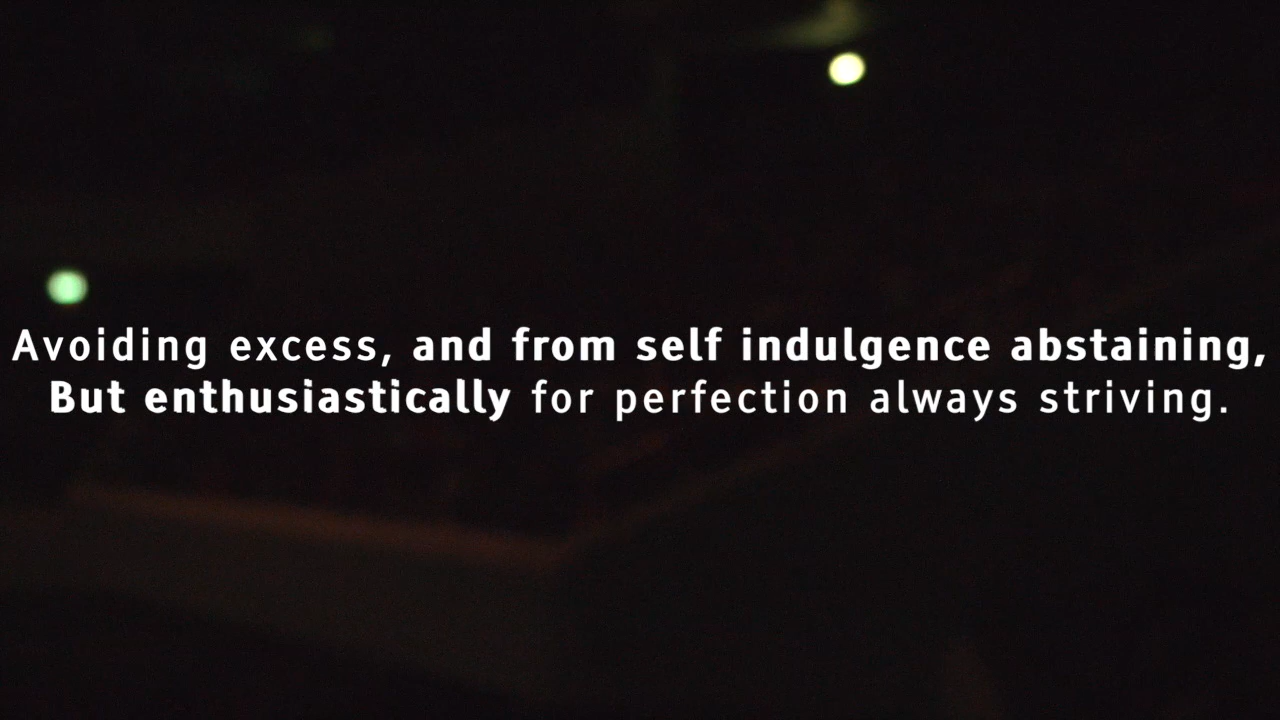 Avoiding excess, and from self indulgence abstaining,
But enthusiastically for perfection always striving.